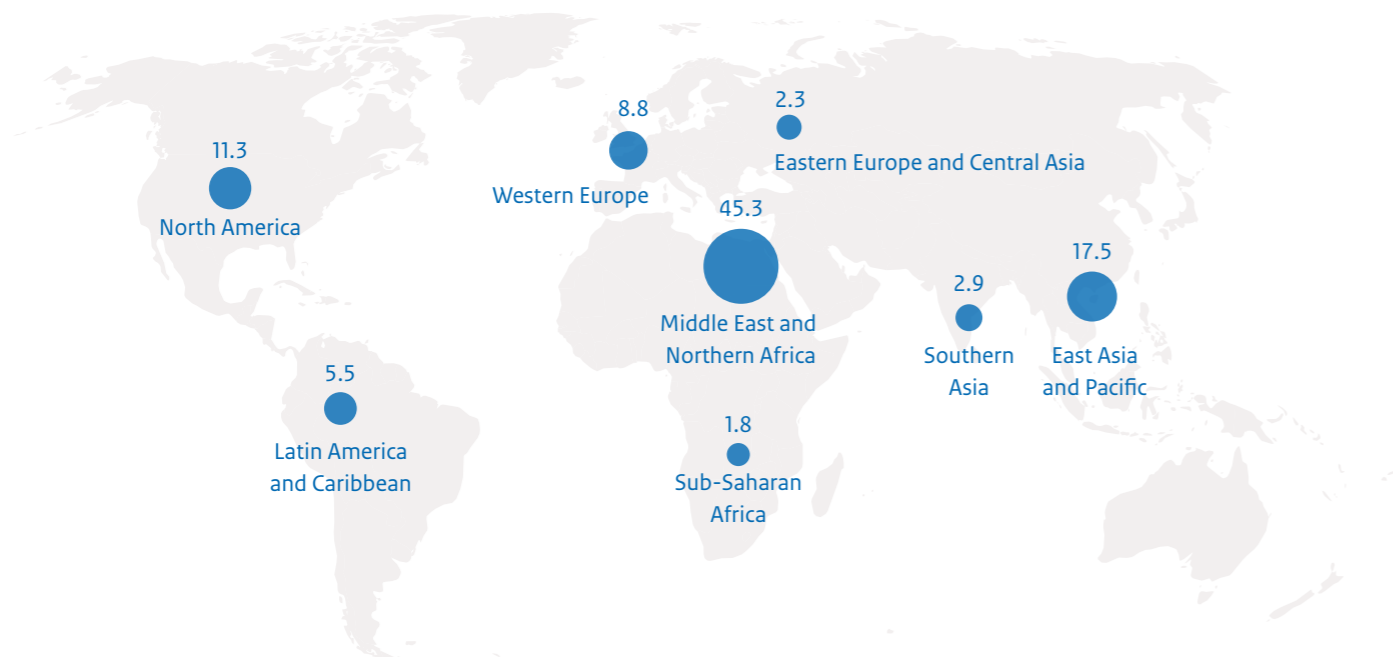 11.3
North America
8.8
Western Europe
2.3
Eastern Europe and Central Asia
45.3
Middle East and
Northern Africa
2.9
Southern
Asia
17.5
East Asia
and Pacific
5.5
Latin America
and Caribbean
1.8
Sub-Saharan
Africa